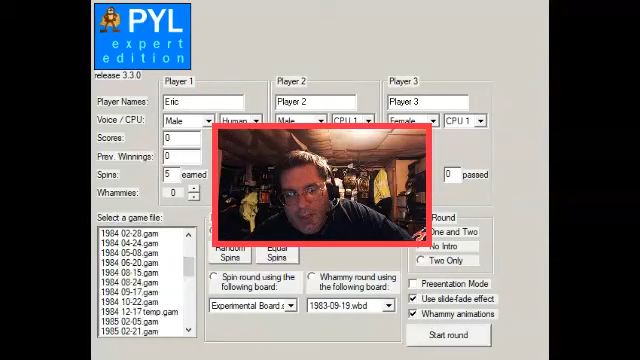 PYL
expert
edition
release 3.3.0
Player 1
Player 2
Player 3
Player Names:
Eric
Player 2
Player 3
Voice / CPU:
Male
Human
Male
CPU 1
Female
CPU 1
Scores:
0
Prev. Winnings:
0
Spins:
5 earned
0 passed
Whammies:
0
Select a game file:
Round
1984 02-28.gam
1984 04-24.gam
1984 05-08.gam
1984 06-20.gam
1984 08-15.gam
1984 08-24.gam
1984 09-17.gam
1984 10-22.gam
1984 12-17 temp.gam
1985 02-05.gam
1985 02-21.gam
One and Two
No Intro
Two Only
Random
Spins
Equal
Spins
Spin round using the
following board:
Whammy round using the
following board:
Experimental Board.s
1983-09-19.wbd
Presentation Mode
Use slide-fade effect
Whammy animations
Start round